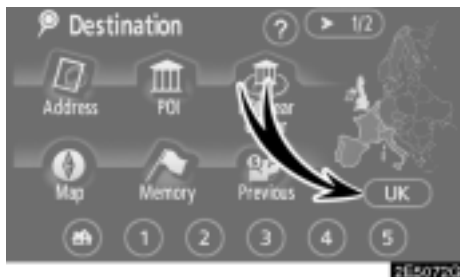 Destination ? 1/2
Address POI
Map Memory Previous UK
1 2 3 4 5